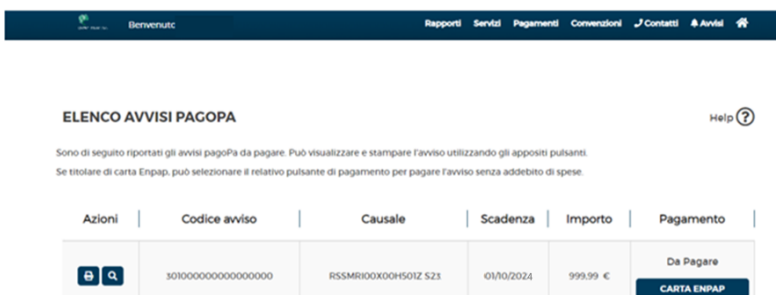 Benvenuto
Rapporti Servizi Pagamenti Convenzioni Contatti Avvisi
ELENCO AVVISI PAGOPA
Help ?
Sono di seguito riportati gli avvisi pagoPa da pagare. Può visualizzare e stampare l'avviso utilizzando gli appositi pulsanti.
Se titolare di carta Enpap, può selezionare il relativo pulsante di pagamento per pagare l'avviso senza addebito di spese.
Azioni Codice avviso Causale Scadenza Importo Pagamento
301000000000000000 RSSMRI00X00H501Z S23 01/10/2024 999.99 € Da Pagare
CARTA ENPAP